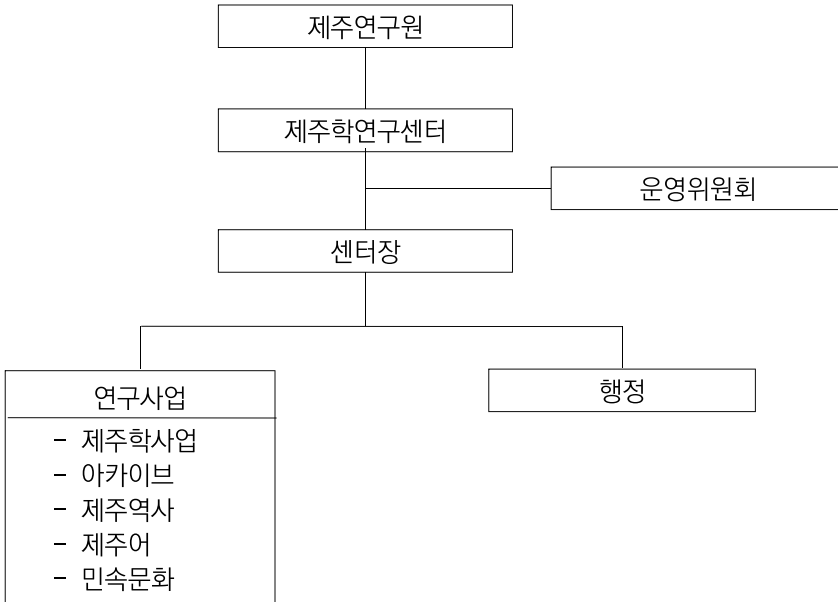 제주연구원
제주학연구센터
운영위원회
센터장
연구사업
행정
- 제주학사업
- 아카이브
- 제주역사
- 제주어
- 민속문화